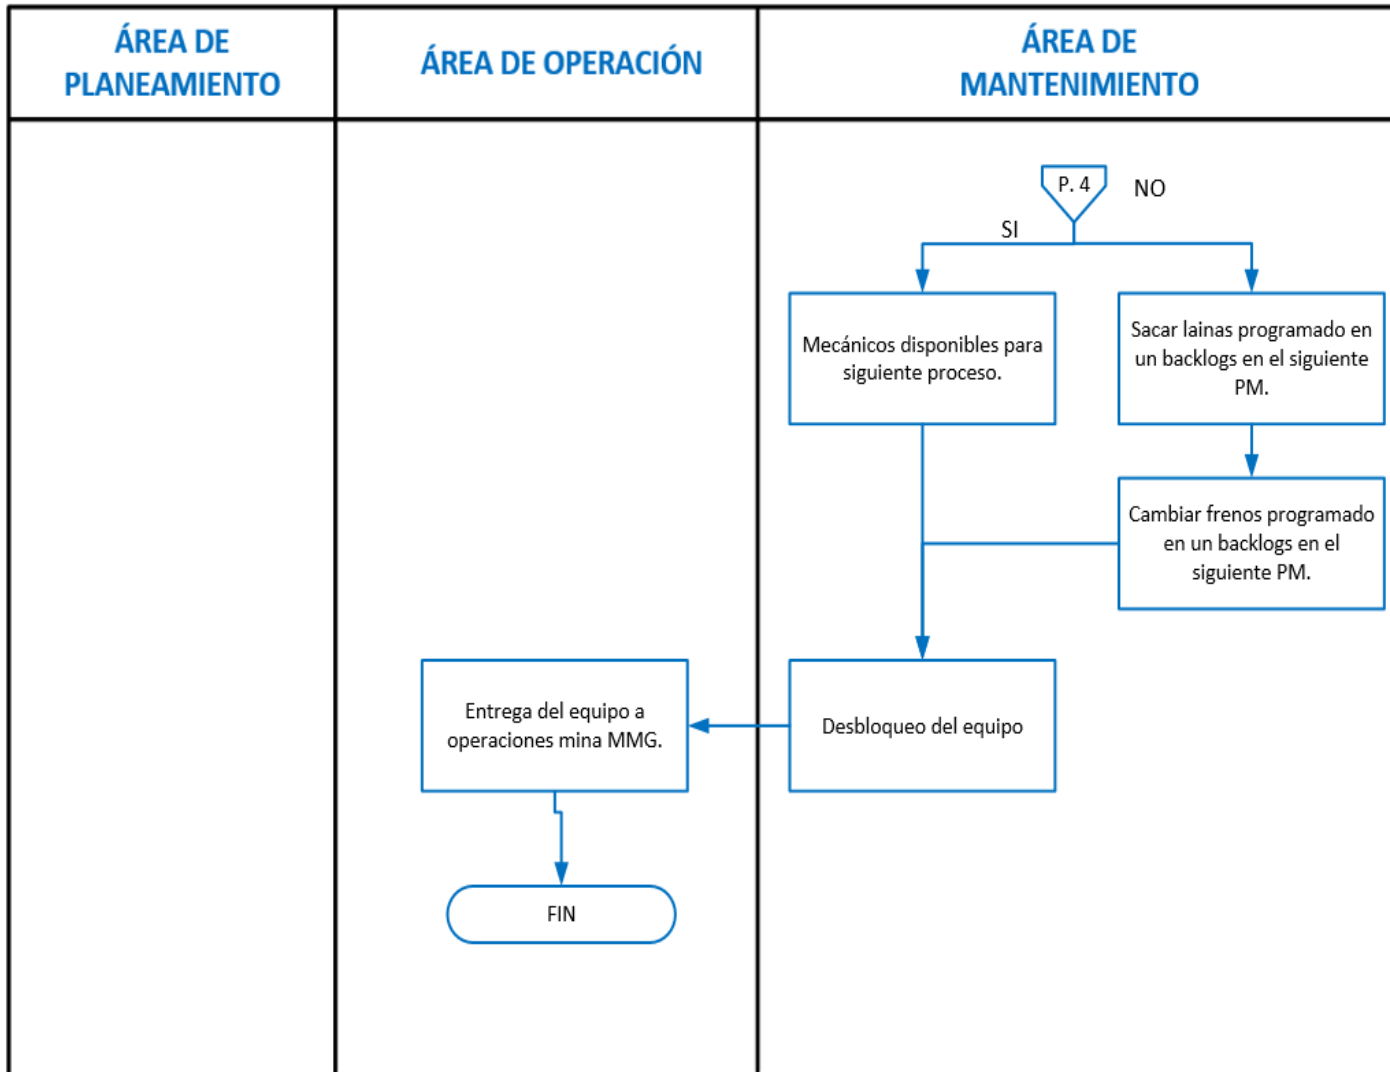 ÁREA DE
PLANEAMIENTO
ÁREA DE OPERACIÓN
ÁREA DE
MANTENIMIENTO
P. 4
NO
SI
Mecánicos disponibles para
siguiente proceso.
Sacar lainas programado en
un backlogs en el siguiente
PM.
Cambiar frenos programado
en un backlogs en el
siguiente PM.
Entrega del equipo a
operaciones mina MMG.
Desbloqueo del equipo
FIN